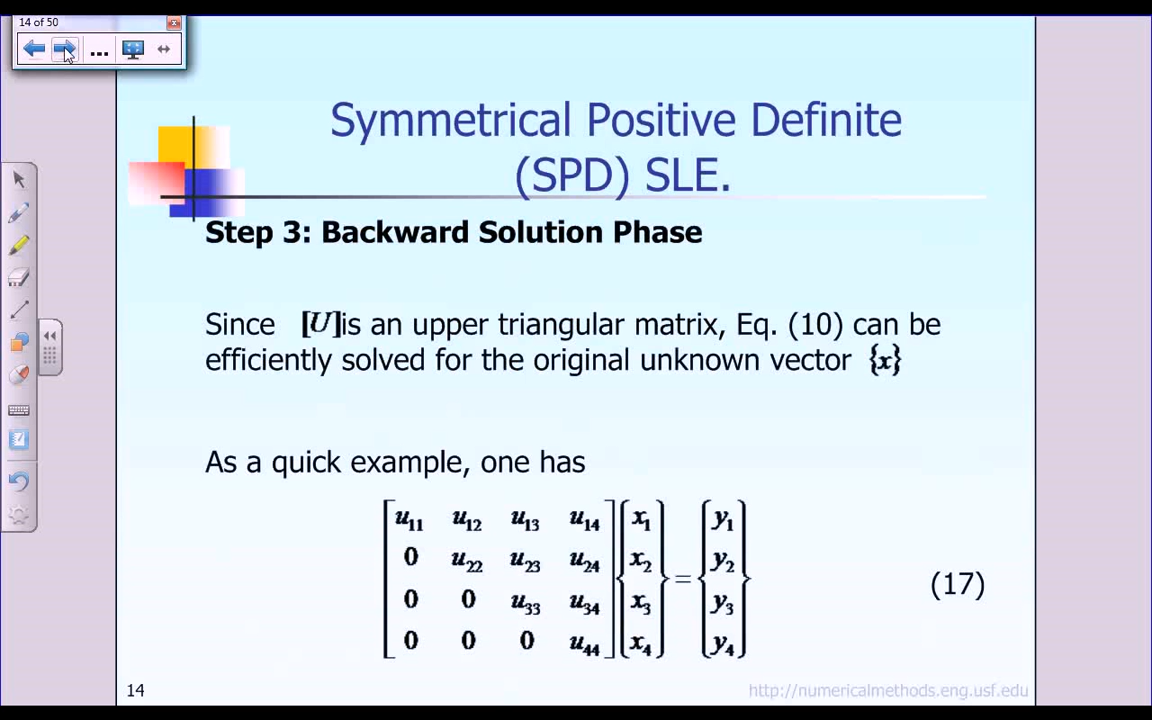 14 of 50
Symmetrical Positive Definite
(SPD) SLE.
Step 3: Backward Solution Phase
Since [U]is an upper triangular matrix, Eq. (10) can be
efficiently solved for the original unknown vector {x}
As a quick example, one has
[u11 u12 u13 u14] {x1} {y1}
[0 u22 u23 u24] {x2} = {y2}
[0 0 u33 u34] {x3} {y3} (17)
[0 0 0 u44] {x4} {y4}
14 http://numericalmethods.eng.usf.edu